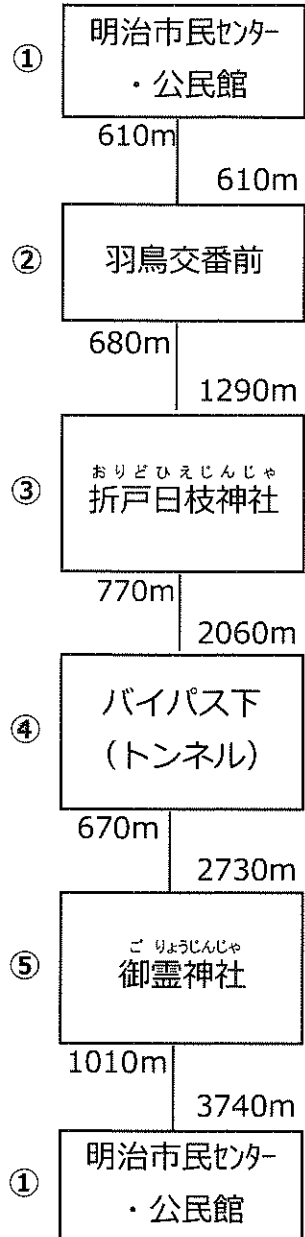 ①
明治市民センター
・公民館
610m
610m
②
羽鳥交番前
680m
1290m
③
おりどひえじんじゃ
折戸日枝神社
770m
2060m
④
バイパス下
（トンネル）
670m
2730m
⑤
ごりょうじんじゃ
御霊神社
1010m
3740m
①
明治市民センター
・公民館